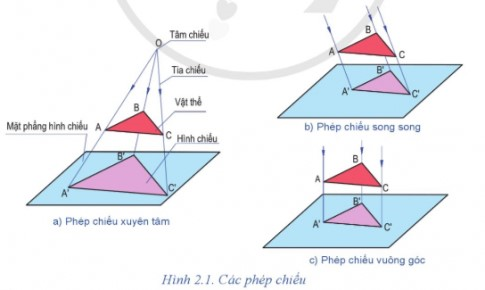 O
Tâm chiếu
Tia chiếu
B
Vật thể
A
C
Mặt phẳng hình chiếu
Hình chiếu
B'
A'
C'
a) Phép chiếu xuyên tâm
B
A
C
B'
A'
C'
b) Phép chiếu song song
B
A
C
B'
A'
C'
c) Phép chiếu vuông góc
Hình 2.1. Các phép chiếu